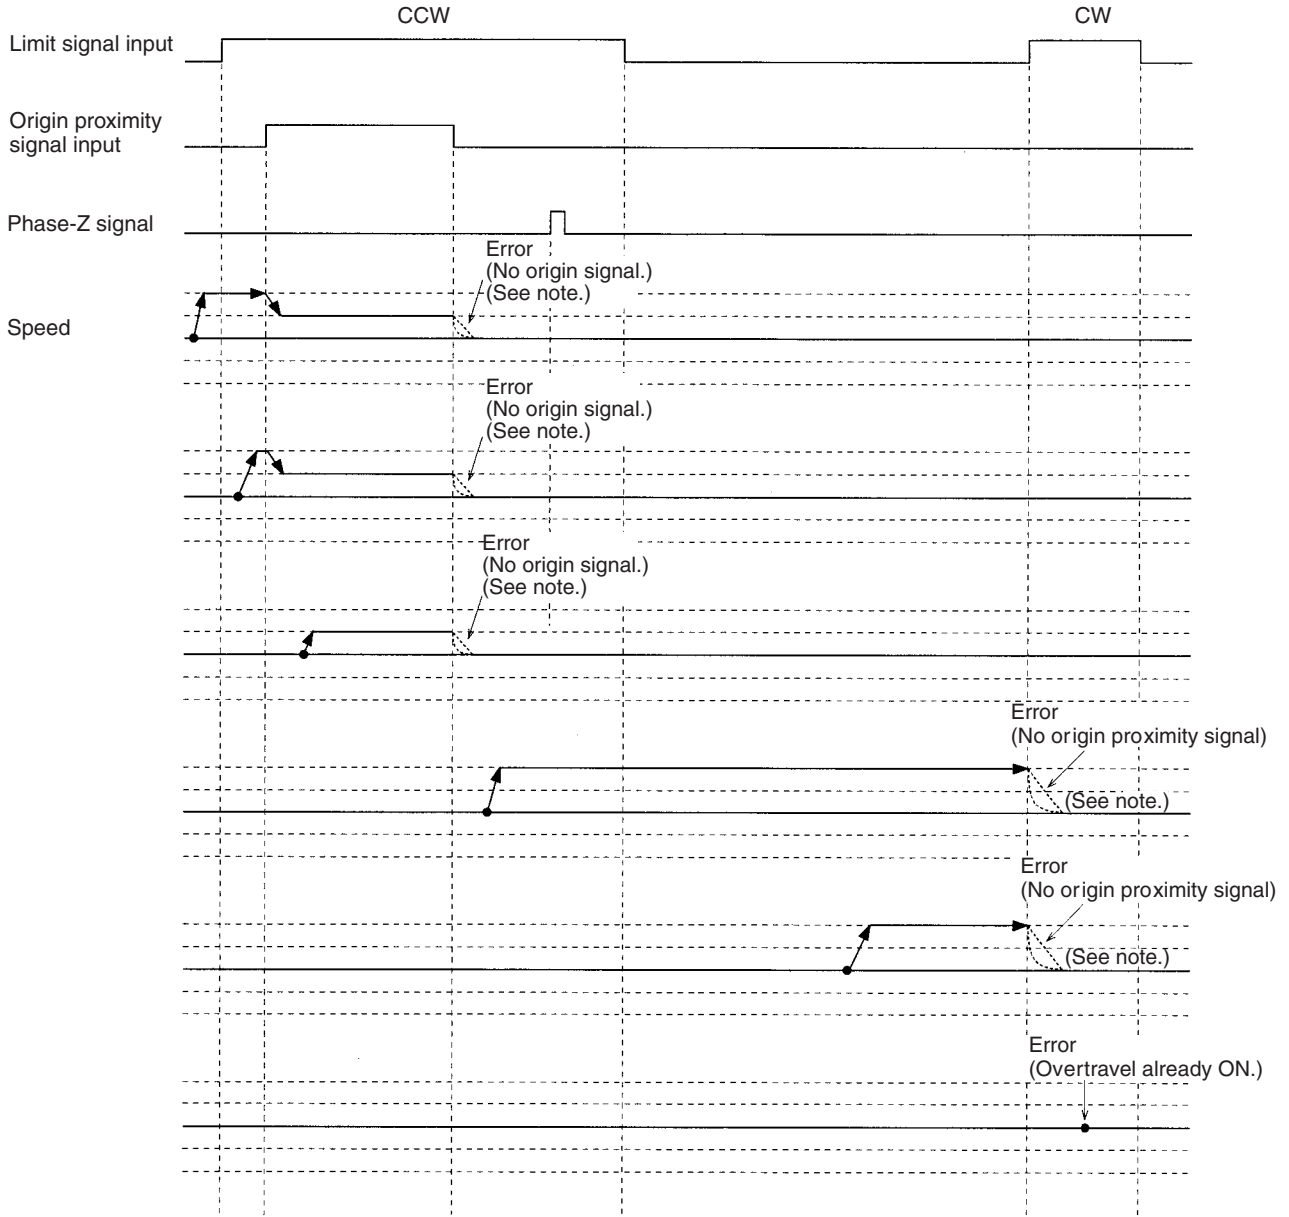 CCW
CW
Limit signal input
Origin proximity
signal input
Phase-Z signal
Error
(No origin signal.)
(See note.)
Speed
Error
(No origin signal.)
(See note.)
Error
(No origin signal.)
(See note.)
Error
(No origin proximity signal)
(See note.)
Error
(No origin proximity signal)
(See note.)
Error
(Overtravel already ON.)